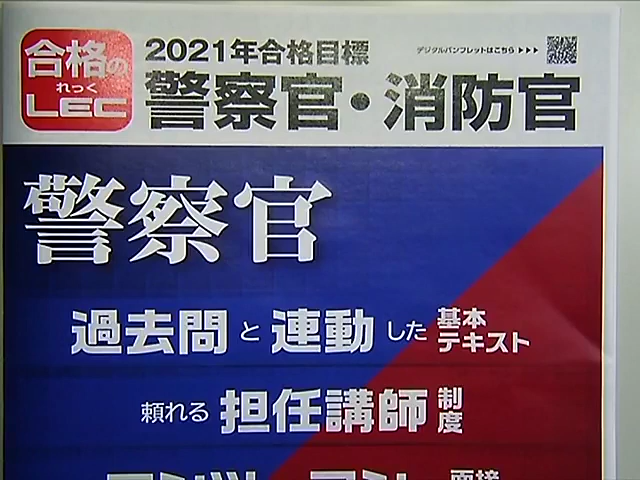 合格の
れっく
LEC
2021年合格目標
デジタルパンフレットはこちら ▶▶▶
警察官・消防官
警察官
過去問と連動した基本テキスト
頼れる担任講師制度
面接